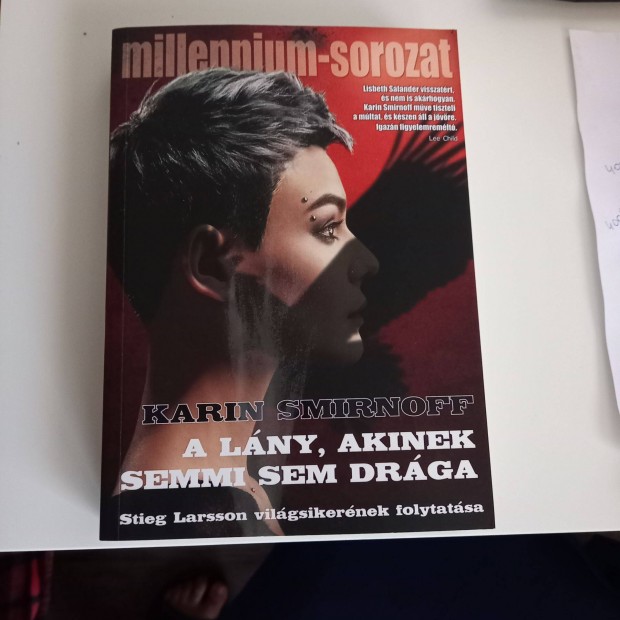 millennium-sorozat
Lisbeth Salander visszatért,
és nem is akárhogyan.
Karin Smirnoff műve tiszteli
a múltat, és készen áll a jövőre.
Igazán figyelemreméltó.
Lee Child
KARIN SMIRNOFF
A LÁNY, AKINEK
SEMMI SEM DRÁGA
Stieg Larsson világsikerének folytatása